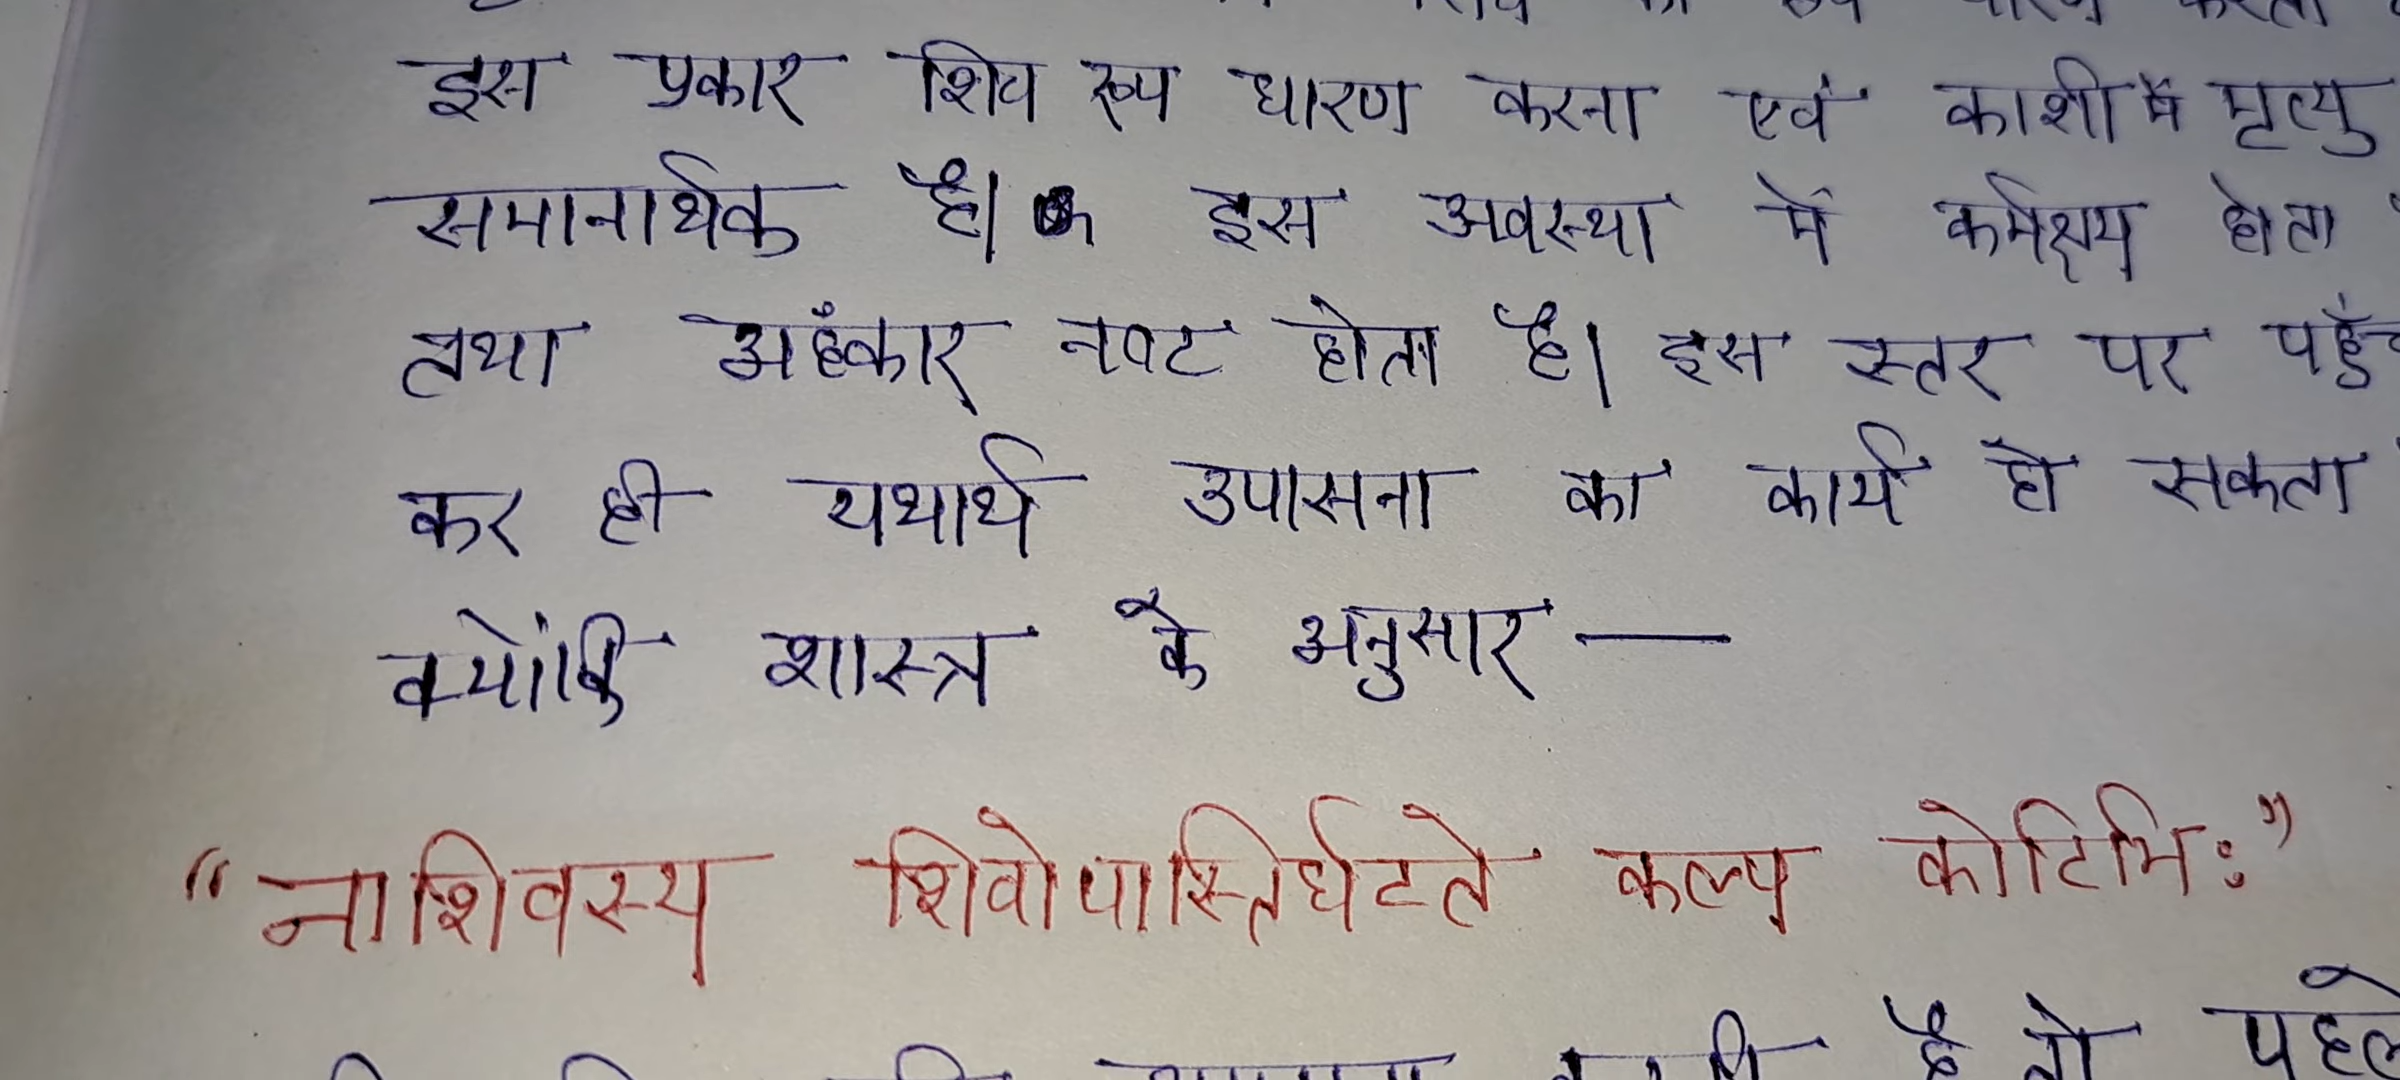 इस प्रकार शिव रूप धारण करना एवं काशी में मृत्यु
समानार्थक है। इस अवस्था में कर्मक्षय होता
तथा अहँकार नष्ट होता है। इस स्तर पर पहुँच
कर ही यथार्थ उपासना का कार्य हो सकता
क्योंकि शास्त्र के अनुसार —
“नाशिवस्य शिवोपास्तिर्घटते कल्प कोटिभिः”
है तो पहले